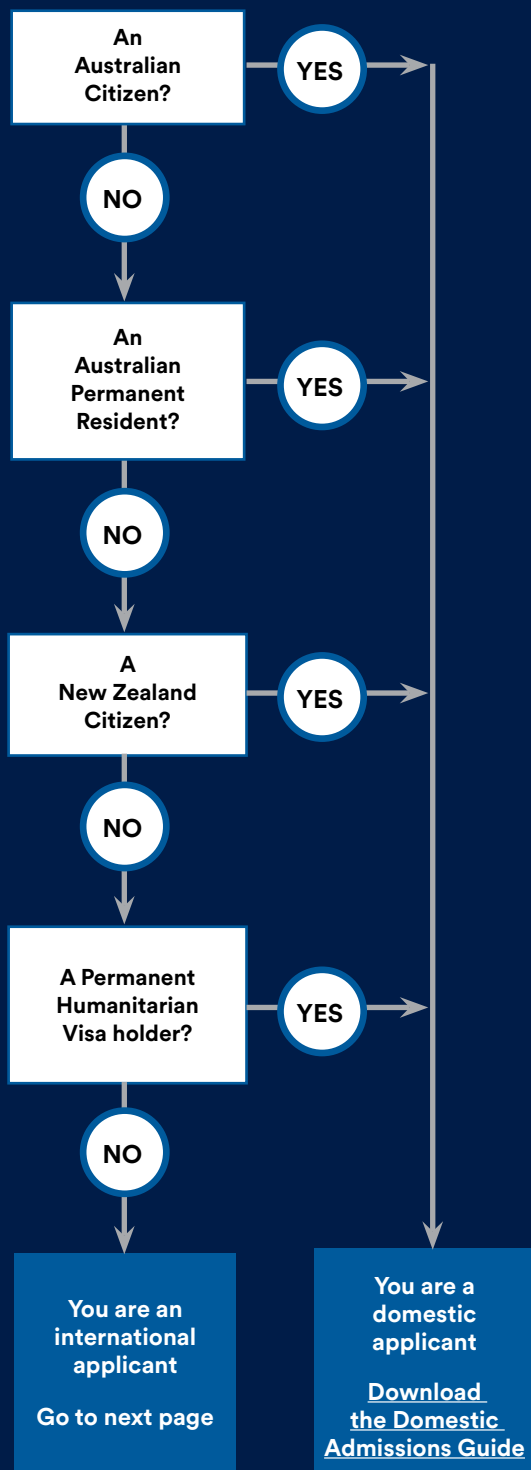 An
Australian
Citizen?
YES
NO
An
Australian
Permanent
Resident?
YES
NO
A
New Zealand
Citizen?
YES
NO
A Permanent
Humanitarian
Visa holder?
YES
NO
You are an
international
applicant
Go to next page
You are a
domestic
applicant
Download
the Domestic
Admissions Guide